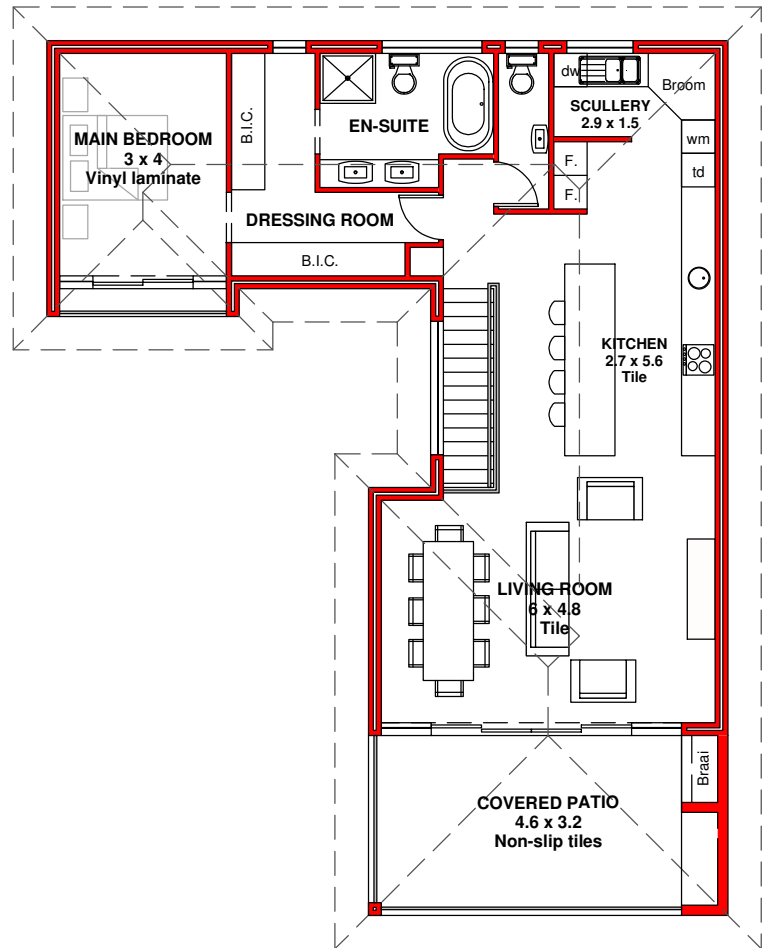 dw
Broom
SCULLERY
2.9 x 1.5
wm
td
F.
F.
EN-SUITE
B.I.C.
MAIN BEDROOM
3 x 4
Vinyl laminate
DRESSING ROOM
B.I.C.
KITCHEN
2.7 x 5.6
Tile
LIVING ROOM
6 x 4.8
Tile
Braai
COVERED PATIO
4.6 x 3.2
Non-slip tiles